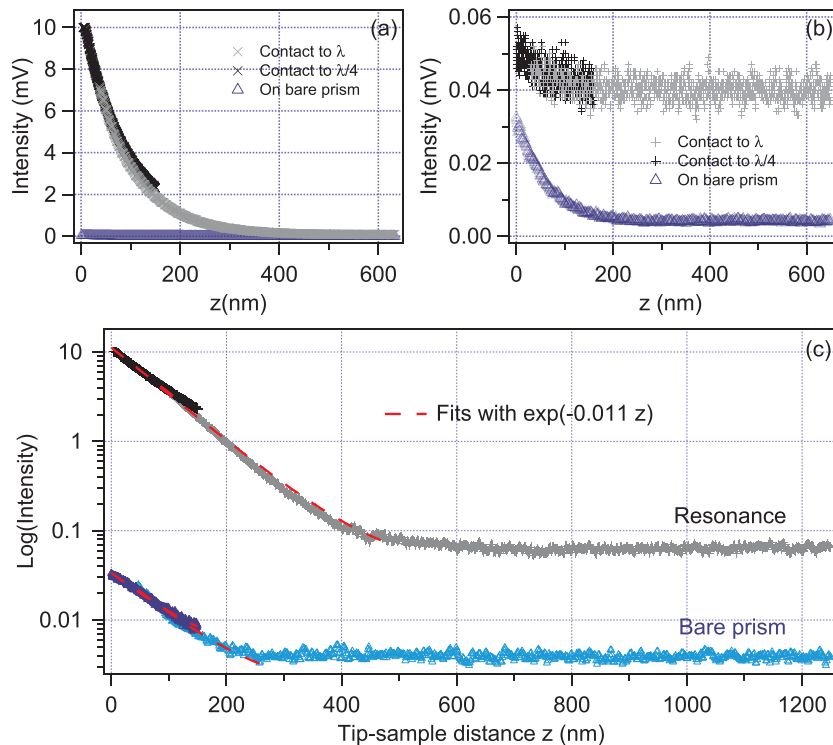 (a)
10
8
6
4
2
0
Intensity (mV)
Contact to λ
Contact to λ/4
On bare prism
0
200
400
600
z(nm)
(b)
0.06
0.04
0.02
0.00
Intensity (mV)
Contact to λ
Contact to λ/4
On bare prism
0
200
400
600
z (nm)
(c)
10
1
0.1
0.01
Log(Intensity)
Fits with exp(-0.011 z)
Resonance
Bare prism
0
200
400
600
800
1000
1200
Tip-sample distance z (nm)